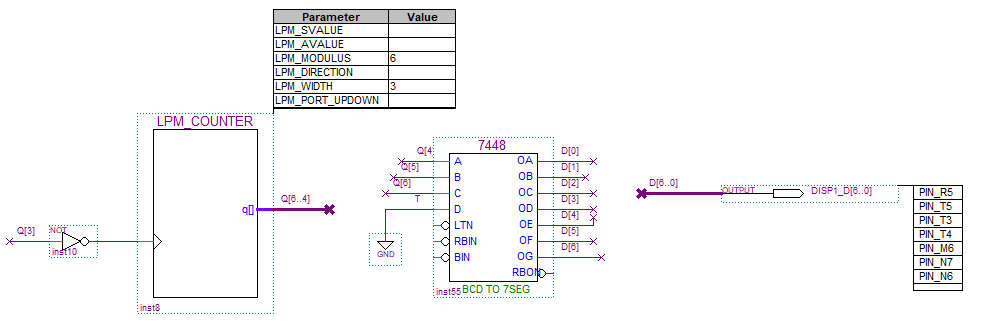 Parameter Value
LPM_SVALUE
LPM_AVALUE
LPM_MODULUS 6
LPM_DIRECTION
LPM_WIDTH 3
LPM_PORT_UPDOWN
LPM_COUNTER
q[]
Q[6..4]
Q[3]
NOT
inst10
inst8
7448
Q[4] A OA D[0]
Q[5] B OB D[1]
Q[6] C OC D[2]
T D OD D[3]
LTN OE D[4]
RBIN OF D[5]
BIN OG D[6]
RBON
GND
inst55 BCD TO 7SEG
D[6..0] OUTPUT DISP1_D[6..0]
PIN_R5
PIN_T5
PIN_T3
PIN_T4
PIN_M6
PIN_N7
PIN_N6